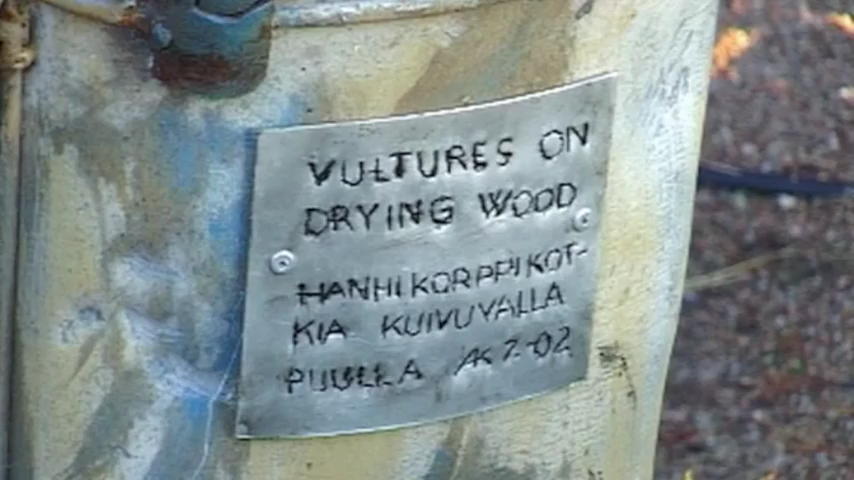 VULTURES ON
DRYING WOOD
HANHIKORPPIKOT-
KIA KUIVUVALLA
PUULLA AK 7.-02